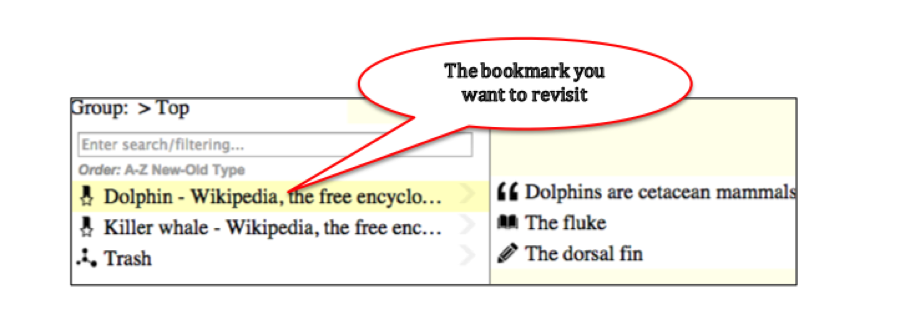 The bookmark you
want to revisit
Group: > Top
Enter search/filtering...
Order: A-Z New-Old Type
Dolphin - Wikipedia, the free encyclo...
Killer whale - Wikipedia, the free enc...
Trash
Dolphins are cetacean mammals
The fluke
The dorsal fin